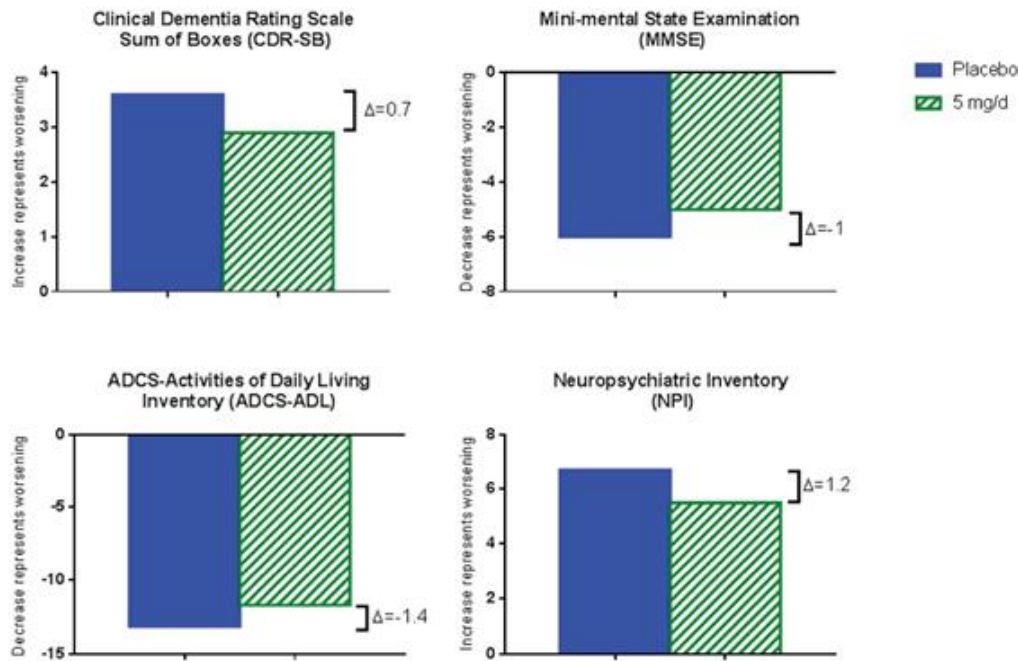 Clinical Dementia Rating Scale
Sum of Boxes (CDR-SB)
Increase represents worsening
4
3
2
1
0
Δ=0.7
Mini-mental State Examination
(MMSE)
Decrease represents worsening
0
-2
-4
-6
-8
Δ=-1
Placebo
5 mg/d
ADCS-Activities of Daily Living
Inventory (ADCS-ADL)
Decrease represents worsening
0
-5
-10
-15
Δ=-1.4
Neuropsychiatric Inventory
(NPI)
Increase represents worsening
8
6
4
2
0
Δ=1.2